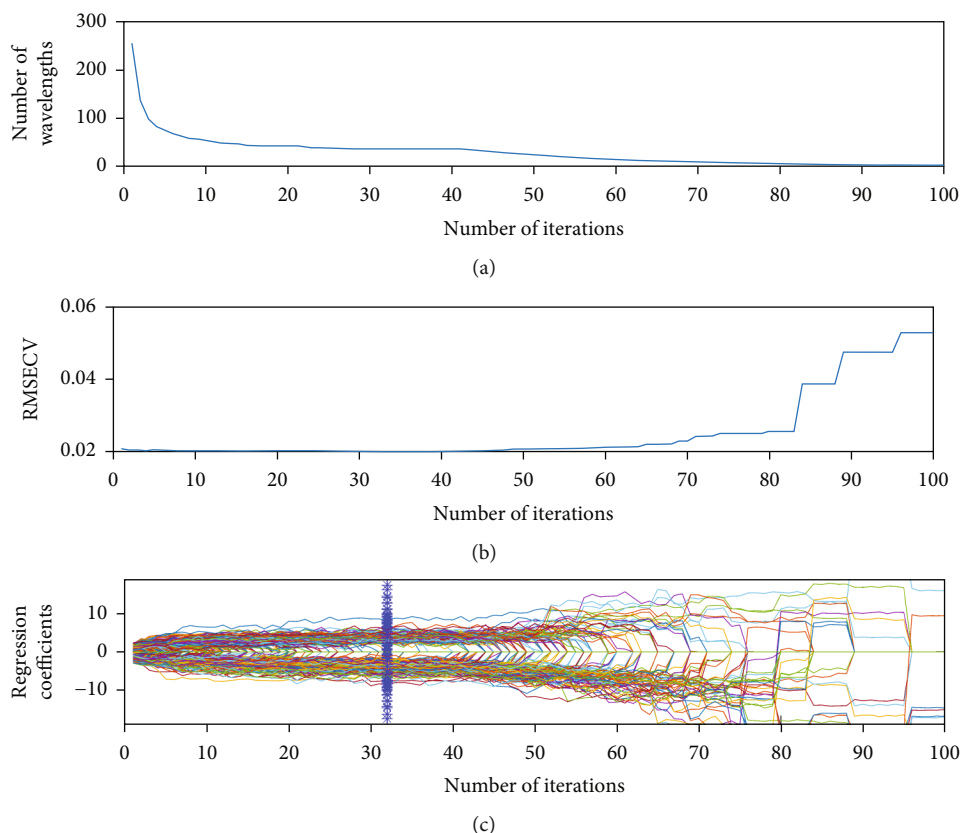 Number of
wavelengths
300
200
100
0
0 10 20 30 40 50 60 70 80 90 100
Number of iterations
(a)
RMSECV
0.06
0.04
0.02
0 10 20 30 40 50 60 70 80 90 100
Number of iterations
(b)
Regression
coefficients
10
0
−10
0 10 20 30 40 50 60 70 80 90 100
Number of iterations
(c)